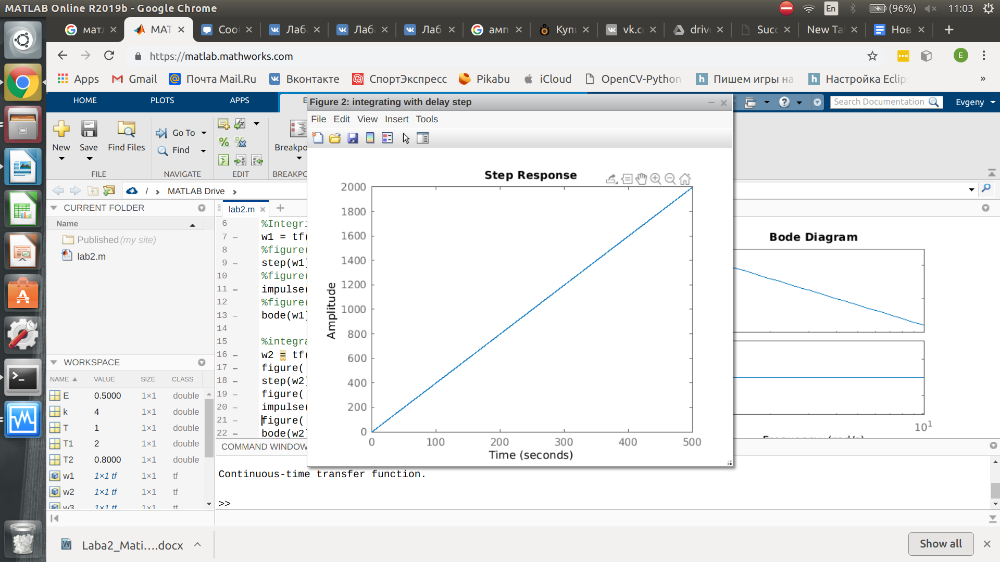 MATLAB Online R2019b - Google Chrome
En
(96%)
11:03
мат
MAT
Coo
Лаб
Лаб
Лаб
амп
Купи
vk.c
drive
Succ
New Ta
Нов
https://matlab.mathworks.com
E
Apps
Gmail
Почта Mail.Ru
Вконтакте
СпортЭкспресс
Pikabu
iCloud
OpenCV-Python
Пишем игры на
Настройка Eclip
»
HOME
PLOTS
APPS
E
Search Documentation
Evgeny
New
Save
Find Files
Go To
Find
Breakpo
FILE
NAVIGATE
EDIT
BREAKPO
/ › MATLAB Drive ›
CURRENT FOLDER
Name
Published (my site)
lab2.m
WORKSPACE
NAME VALUE SIZE CLASS
E 0.5000 1×1 double
k 4 1×1 double
T 1 1×1 double
T1 2 1×1 double
T2 0.8000 1×1 double
w1 1×1 tf 1×1 tf
w2 1×1 tf 1×1 tf
w3 1×1 tf 1×1 tf
lab2.m
6 %Integri
7 – w1 = tf(
8 %figure(
9 – step(w1)
10 %figure(
11 – impulse(
12 %figure(
13 – bode(w1)
14
15 %integra
16 – w2 = tf(
17 – figure(
18 – step(w2)
19 – figure(
20 – impulse(
21 – figure(
22 – bode(w2)
Figure 2: integrating with delay step
File Edit View Insert Tools
Step Response
2000
1800
1600
1400
1200
1000
800
600
400
200
0
Amplitude
0 100 200 300 400 500
Time (seconds)
Bode Diagram
10¹
Frequency (rad/s)
COMMAND WINDOW
Continuous-time transfer function.
>>
Laba2_Mati....docx
Show all